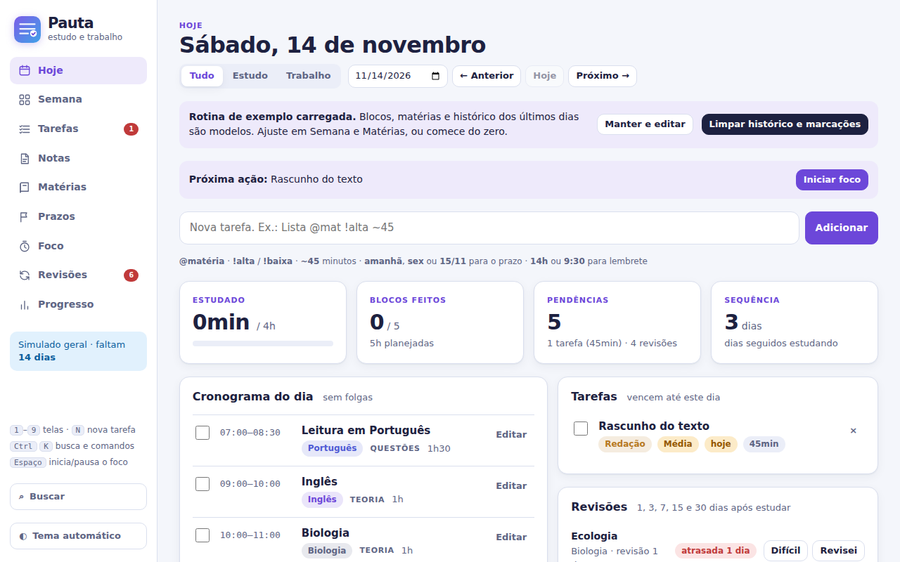 Pauta
estudo e trabalho
Hoje
Semana
Tarefas 1
Notas
Matérias
Prazos
Foco
Revisões 6
Progresso
Simulado geral · faltam
14 dias
1–9 telas · N nova tarefa
Ctrl K busca e comandos
Espaço inicia/pausa o foco
Buscar
Tema automático
HOJE
Sábado, 14 de novembro
Tudo Estudo Trabalho 11/14/2026 ← Anterior Hoje Próximo →
Rotina de exemplo carregada. Blocos, matérias e histórico dos últimos dias
são modelos. Ajuste em Semana e Matérias, ou comece do zero.
Manter e editar Limpar histórico e marcações
Próxima ação: Rascunho do texto Iniciar foco
Nova tarefa. Ex.: Lista @mat !alta ~45 Adicionar
@matéria · !alta / !baixa · ~45 minutos · amanhã, sex ou 15/11 para o prazo · 14h ou 9:30 para lembrete
ESTUDADO
0min / 4h
BLOCOS FEITOS
0 / 5
5h planejadas
PENDÊNCIAS
5
1 tarefa (45min) · 4 revisões
SEQUÊNCIA
3 dias
dias seguidos estudando
Cronograma do dia sem folgas
07:00–08:30 Leitura em Português Editar
Português QUESTÕES 1h30
09:00–10:00 Inglês Editar
Inglês TEORIA 1h
10:00–11:00 Biologia Editar
Biologia TEORIA 1h
Tarefas vencem até este dia
Rascunho do texto ×
Redação Média hoje 45min
Revisões 1, 3, 7, 15 e 30 dias após estudar
Ecologia
Biologia · revisão 1
atrasada 1 dia Difícil Revisei